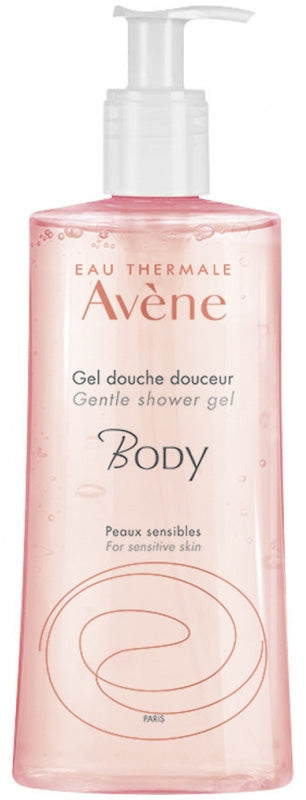 EAU THERMALE
Avène
Gel douche douceur
Gentle shower gel
BODY
Peaux sensibles
For sensitive skin
PARIS